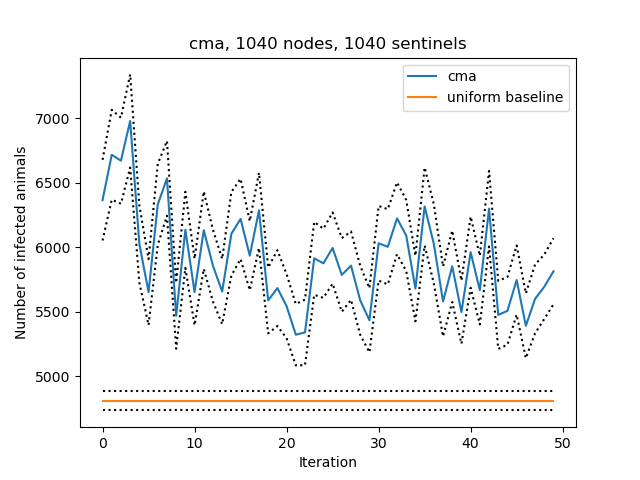 cma, 1040 nodes, 1040 sentinels
cma
uniform baseline
Number of infected animals
7000
6500
6000
5500
5000
0
10
20
30
40
50
Iteration